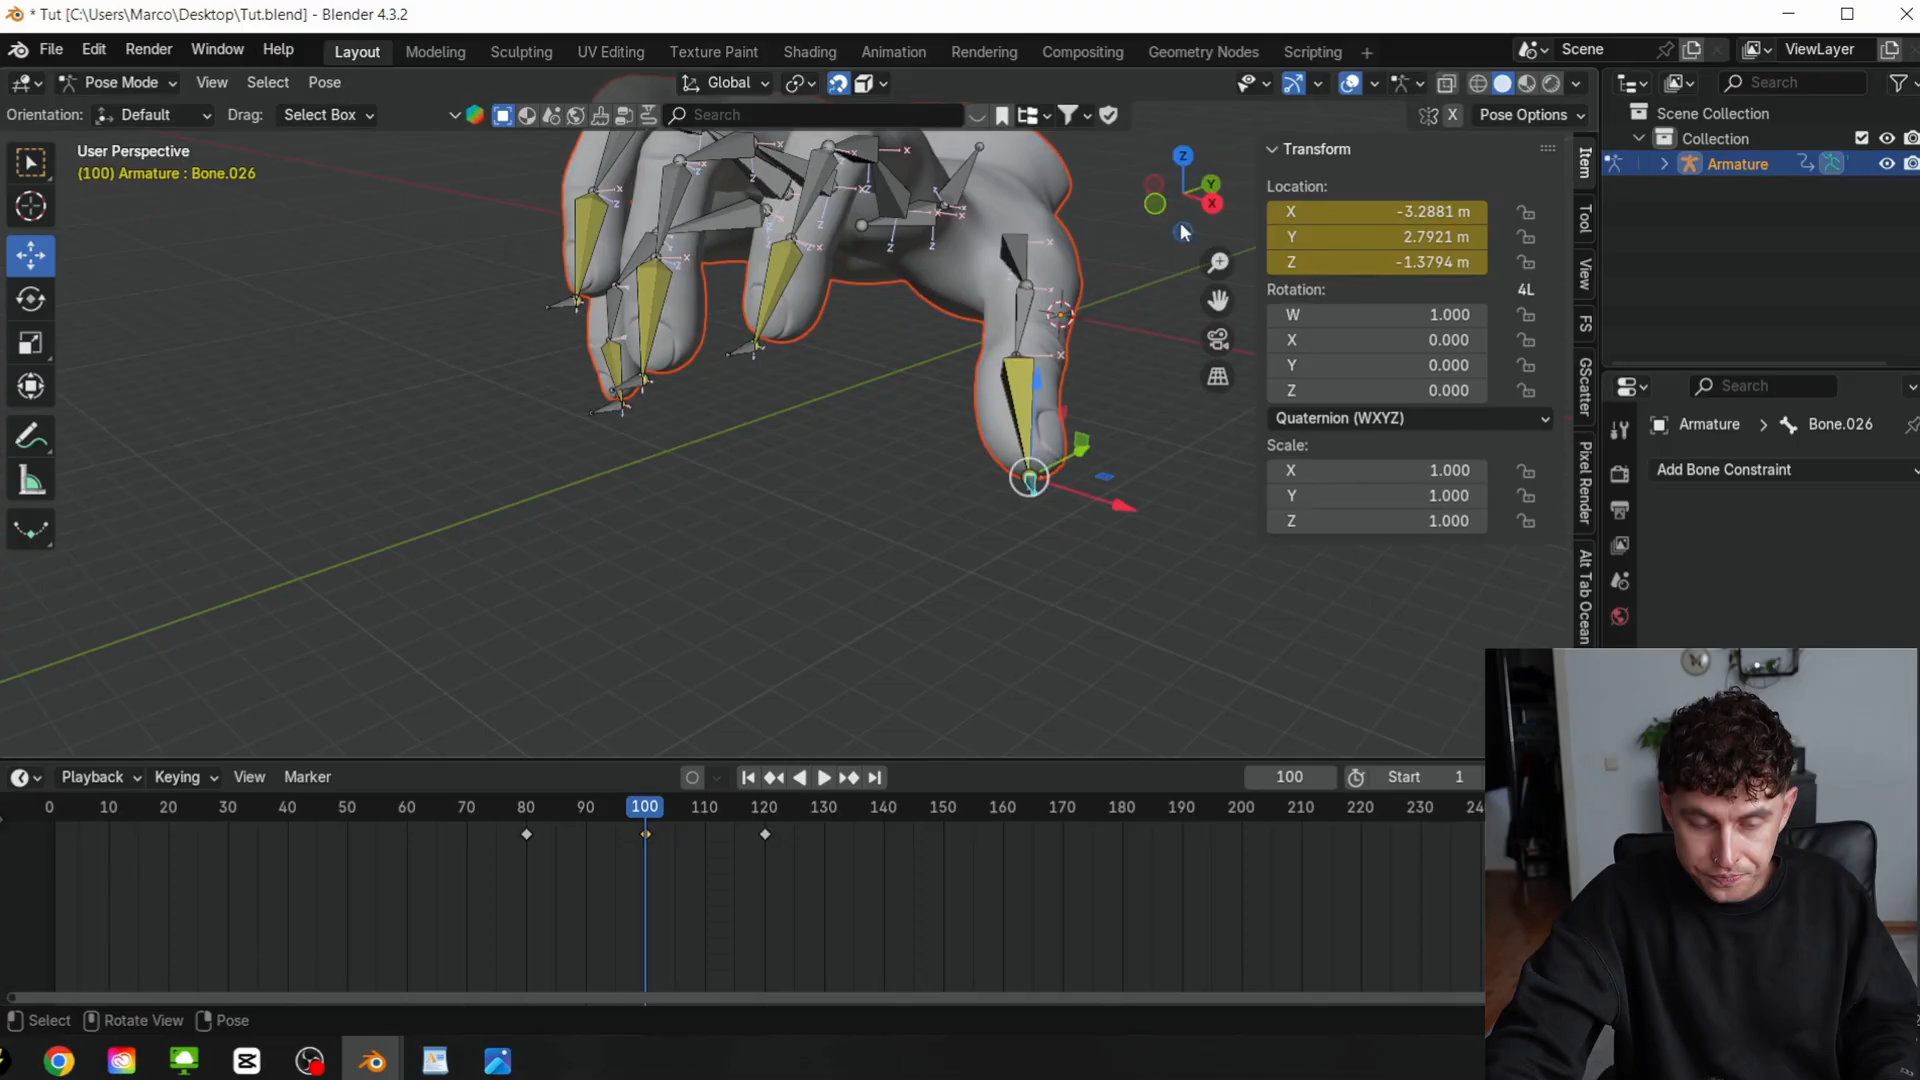 * Tut [C:\Users\Marco\Desktop\Tut.blend] - Blender 4.3.2
File Edit Render Window Help Layout Modeling Sculpting UV Editing Texture Paint Shading Animation Rendering Compositing Geometry Nodes Scripting + Scene ViewLayer
Pose Mode View Select Pose Global Search
Orientation: Default Drag: Select Box Search X Pose Options
Scene Collection
Collection
Armature
User Perspective
(100) Armature : Bone.026
Transform
Location:
X -3.2881 m
Y 2.7921 m
Z -1.3794 m
Rotation: 4L
W 1.000
X 0.000
Y 0.000
Z 0.000
Quaternion (WXYZ)
Scale:
X 1.000
Y 1.000
Z 1.000
Z
Y
X
Item
Tool
View
FS
GScatter
Pixel Render
Alt Tab Ocean
Search
Armature Bone.026
Add Bone Constraint
Playback Keying View Marker 100 Start 1
0 10 20 30 40 50 60 70 80 90 100 110 120 130 140 150 160 170 180 190 200 210 220 230 24
Select Rotate View Pose